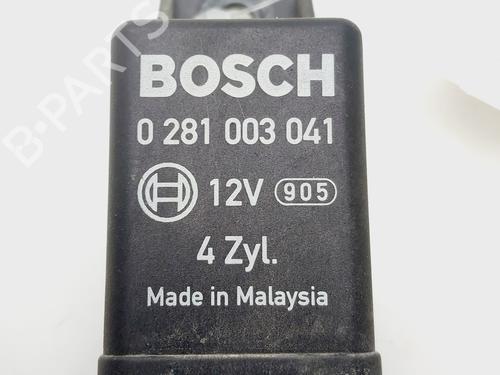 B-PARTS
BOSCH
0 281 003 041
12V 905
4 Zyl.
Made in Malaysia